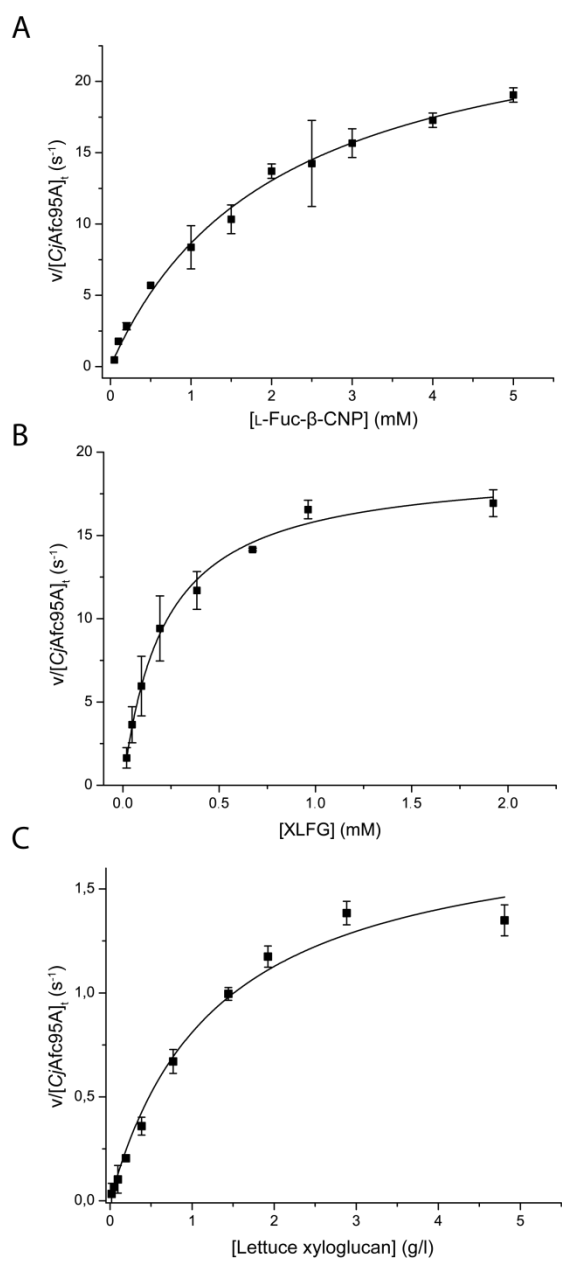 A
v/[CjAfc95A]t (s⁻¹)
20
15
10
5
0
0 1 2 3 4 5
[L-Fuc-β-CNP] (mM)
B
v/[CjAfc95A]t (s⁻¹)
20
15
10
5
0
0.0 0.5 1.0 1.5 2.0
[XLFG] (mM)
C
v/[CjAfc95A]t (s⁻¹)
1,5
1,0
0,5
0,0
0 1 2 3 4 5
[Lettuce xyloglucan] (g/l)